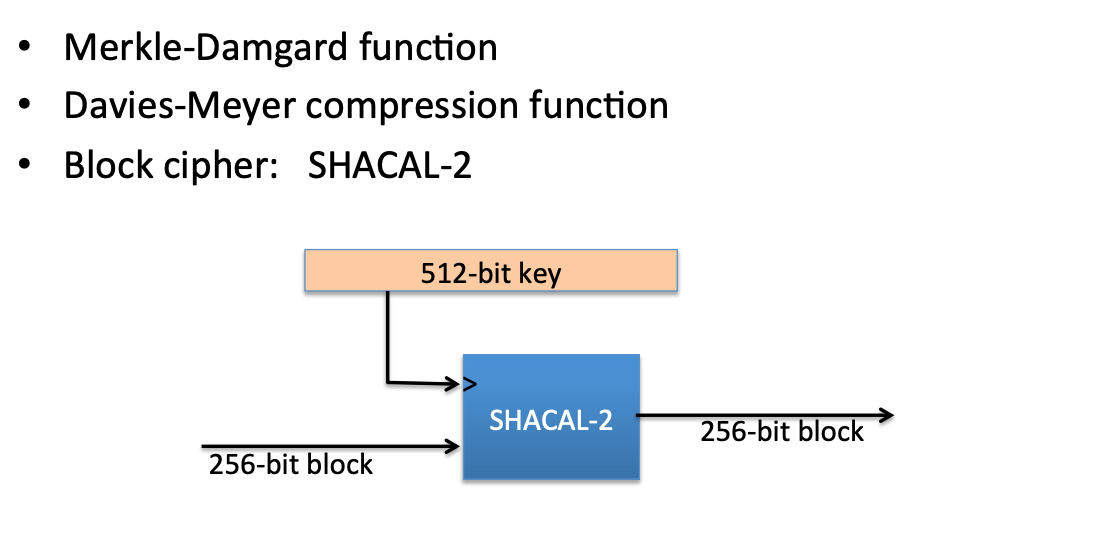 • Merkle-Damgard function
• Davies-Meyer compression function
• Block cipher: SHACAL-2
512-bit key
>
SHACAL-2
256-bit block
256-bit block